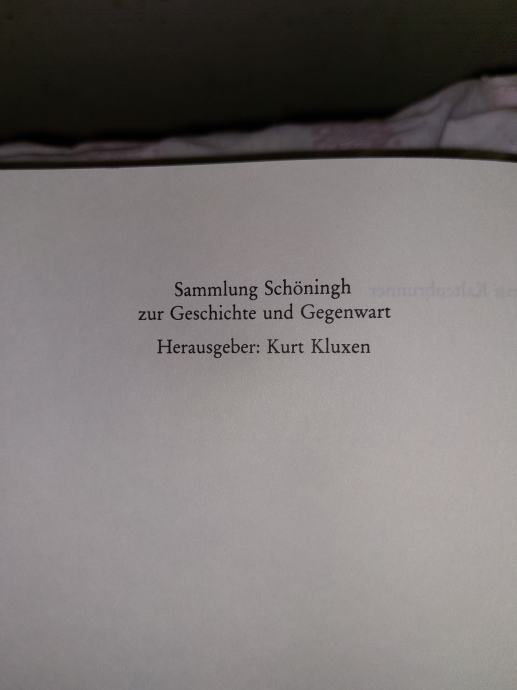 Sammlung Schöningh
zur Geschichte und Gegenwart
Herausgeber: Kurt Kluxen